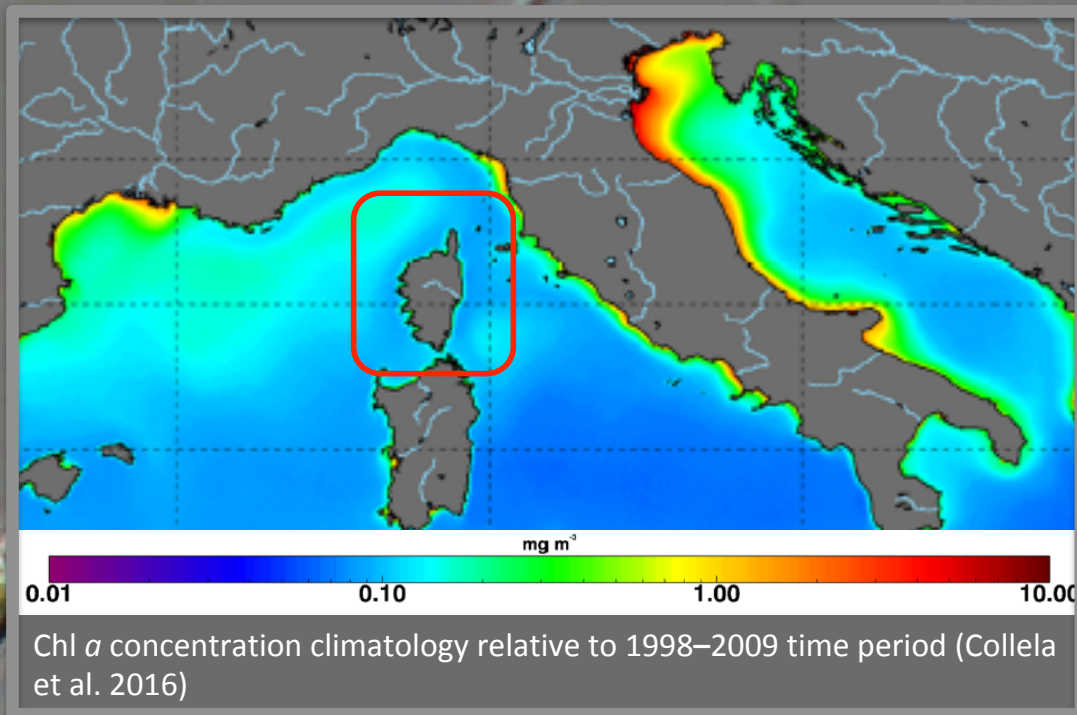 mg m⁻³
0.01 0.10 1.00 10.00
Chl a concentration climatology relative to 1998–2009 time period (Collela
et al. 2016)